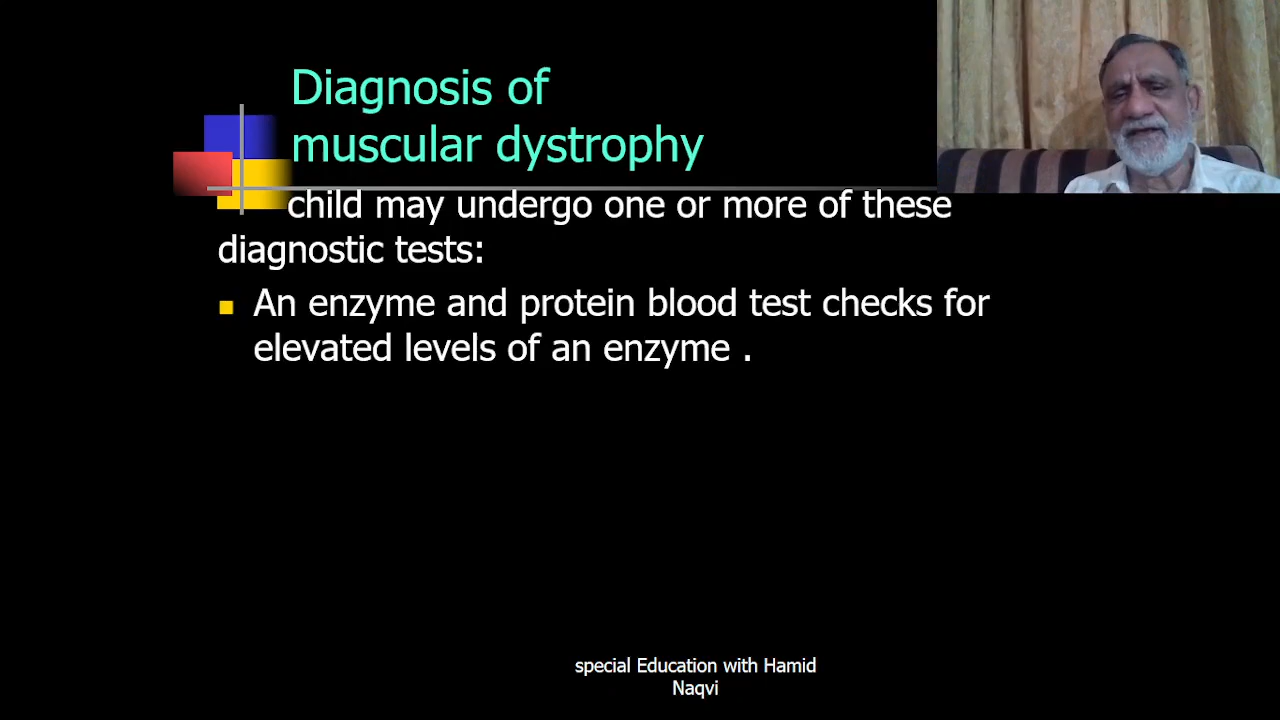 Diagnosis of
muscular dystrophy
child may undergo one or more of these
diagnostic tests:
An enzyme and protein blood test checks for
elevated levels of an enzyme .
special Education with Hamid
Naqvi